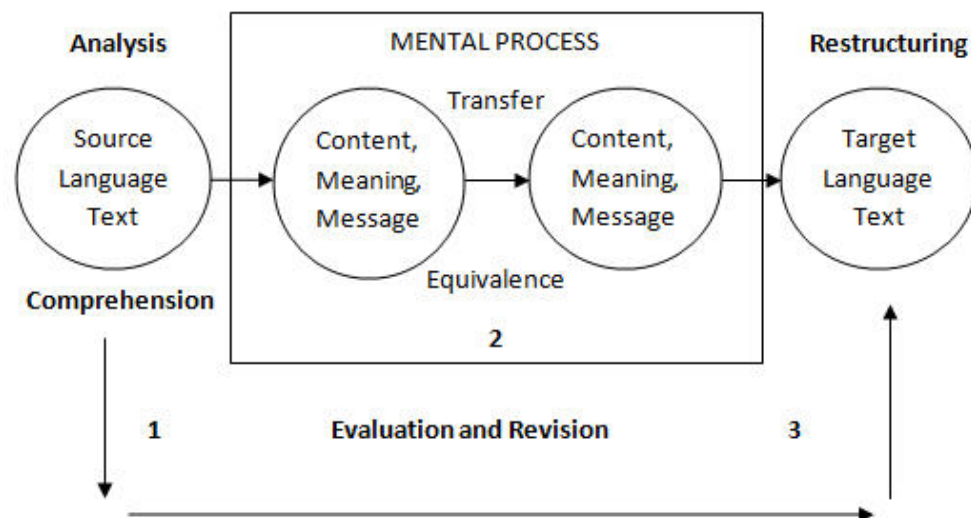 Analysis
MENTAL PROCESS
Restructuring
Source
Language
Text
Content,
Meaning,
Message
Transfer
Content,
Meaning,
Message
Target
Language
Text
Equivalence
Comprehension
2
1
Evaluation and Revision
3